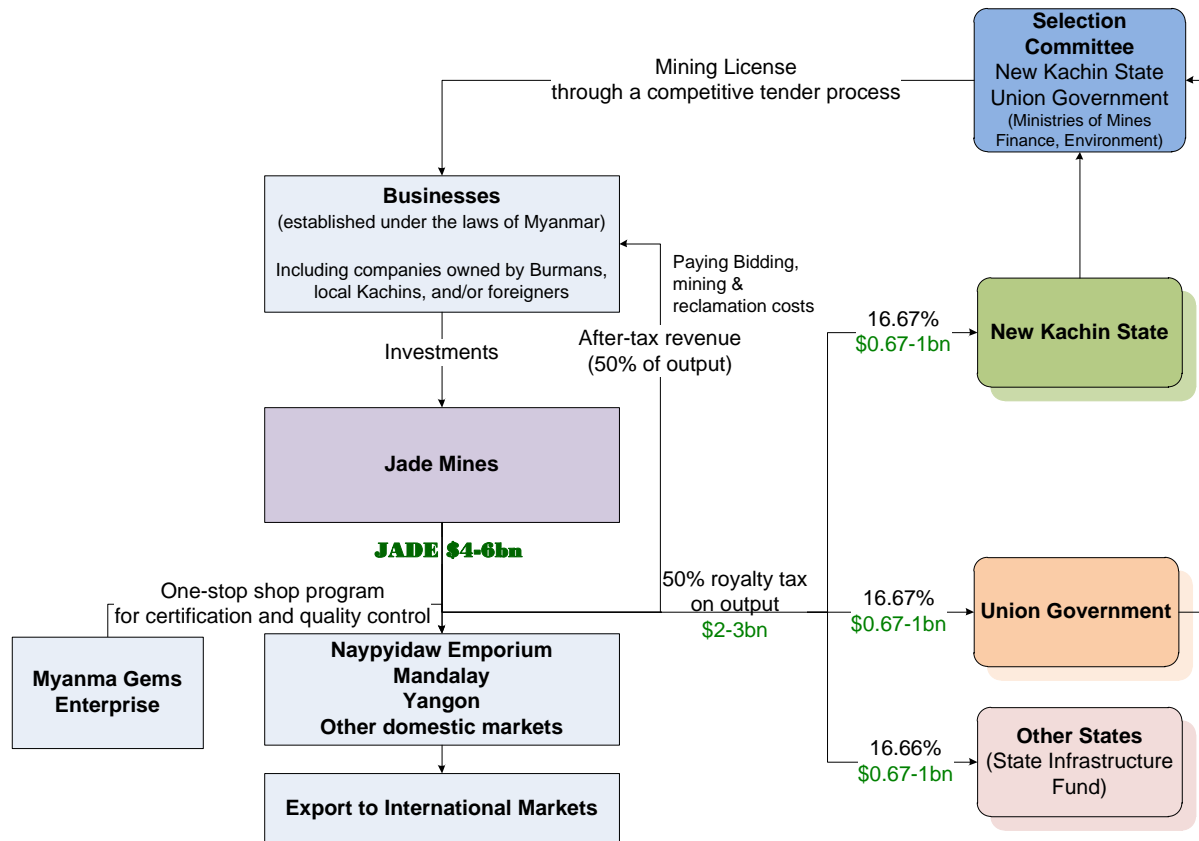 Selection
Committee
New Kachin State
Union Government
(Ministries of Mines
Finance, Environment)
Mining License
through a competitive tender process
Businesses
(established under the laws of Myanmar)
Including companies owned by Burmans,
local Kachins, and/or foreigners
Paying Bidding,
mining &
reclamation costs
After-tax revenue
(50% of output)
Investments
16.67%
$0.67-1bn
New Kachin State
Jade Mines
JADE $4-6bn
One-stop shop program
for certification and quality control
50% royalty tax
on output
$2-3bn
16.67%
$0.67-1bn
Union Government
Myanma Gems
Enterprise
Naypyidaw Emporium
Mandalay
Yangon
Other domestic markets
16.66%
$0.67-1bn
Other States
(State Infrastructure
Fund)
Export to International Markets